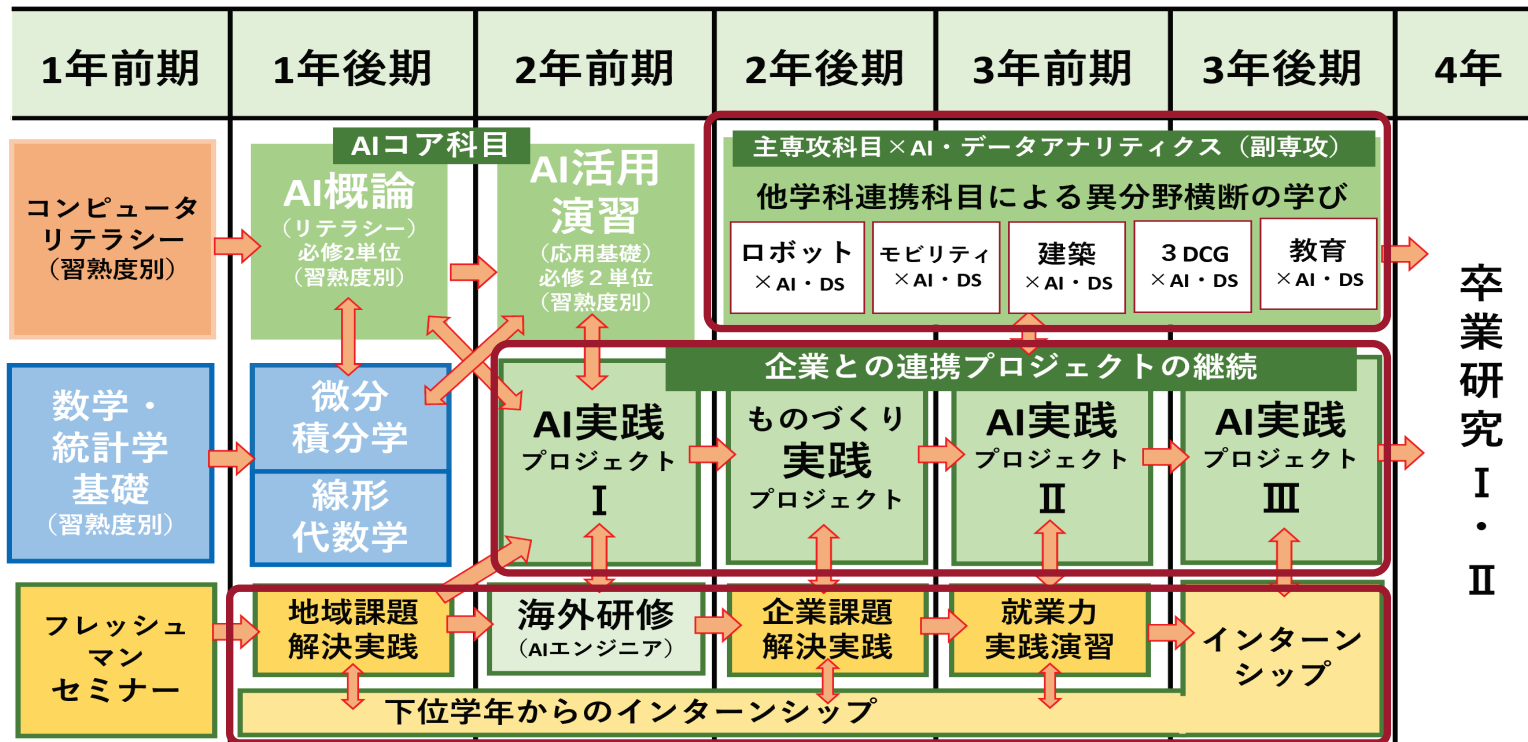 1年前期
1年後期
2年前期
2年後期
3年前期
3年後期
4年
AIコア科目
コンピュータ
リテラシー
(習熟度別)
AI概論
(リテラシー)
必修2単位
(習熟度別)
AI活用
演習
(応用基礎)
必修２単位
(習熟度別)
主専攻科目×AI・データアナリティクス（副専攻）
他学科連携科目による異分野横断の学び
ロボット
×AI・DS
モビリティ
×AI・DS
建築
×AI・DS
３DCG
×AI・DS
教育
×AI・DS
数学・
統計学
基礎
(習熟度別)
微分
積分学
線形
代数学
企業との連携プロジェクトの継続
AI実践
プロジェクト
Ⅰ
ものづくり
実践
プロジェクト
AI実践
プロジェクト
Ⅱ
AI実践
プロジェクト
Ⅲ
フレッシュ
マン
セミナー
地域課題
解決実践
海外研修
(AIエンジニア)
企業課題
解決実践
就業力
実践演習
インターン
シップ
下位学年からのインターンシップ
卒業研究Ⅰ・Ⅱ